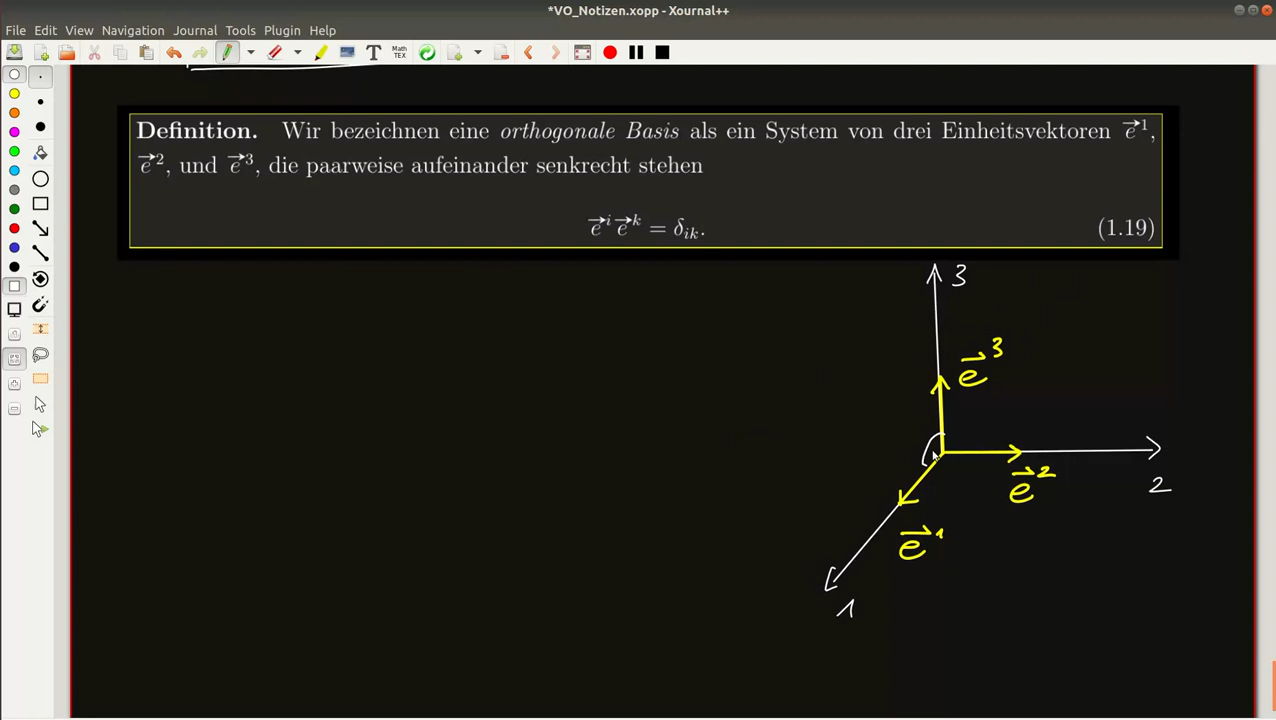 *VO_Notizen.xopp - Xournal++
File Edit View Navigation Journal Tools Plugin Help
T Math TEX
Definition. Wir bezeichnen eine orthogonale Basis als ein System von drei Einheitsvektoren e⃗¹,
e⃗², und e⃗³, die paarweise aufeinander senkrecht stehen
e⃗ⁱ e⃗ᵏ = δᵢₖ. (1.19)
3
e⃗³
e⃗²
2
e⃗¹
1